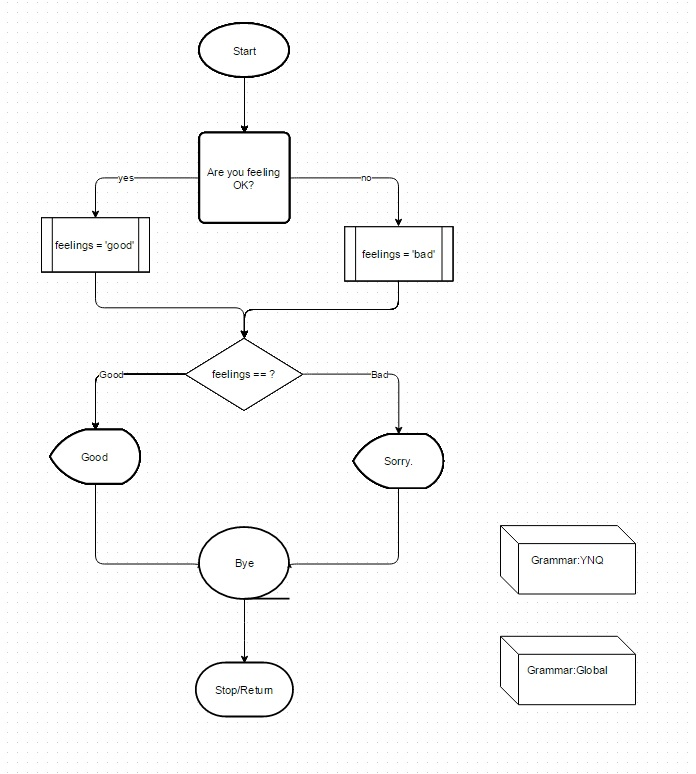 Start
Are you feeling
OK?
yes
no
feelings = 'good'
feelings = 'bad'
feelings == ?
Good
Bad
Good
Sorry.
Bye
Grammar:YNQ
Grammar:Global
Stop/Return